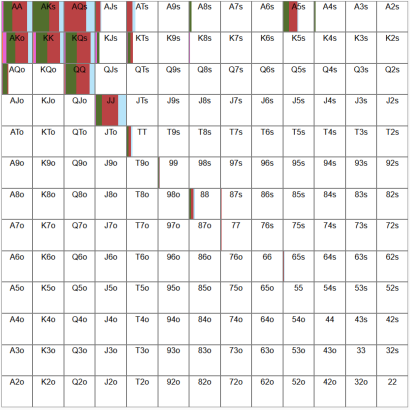 AA AKs AQs AJs ATs A9s A8s A7s A6s A5s A4s A3s A2s
AKo KK KQs KJs KTs K9s K8s K7s K6s K5s K4s K3s K2s
AQo KQo QQ QJs QTs Q9s Q8s Q7s Q6s Q5s Q4s Q3s Q2s
AJo KJo QJo JJ JTs J9s J8s J7s J6s J5s J4s J3s J2s
ATo KTo QTo JTo TT T9s T8s T7s T6s T5s T4s T3s T2s
A9o K9o Q9o J9o T9o 99 98s 97s 96s 95s 94s 93s 92s
A8o K8o Q8o J8o T8o 98o 88 87s 86s 85s 84s 83s 82s
A7o K7o Q7o J7o T7o 97o 87o 77 76s 75s 74s 73s 72s
A6o K6o Q6o J6o T6o 96o 86o 76o 66 65s 64s 63s 62s
A5o K5o Q5o J5o T5o 95o 85o 75o 65o 55 54s 53s 52s
A4o K4o Q4o J4o T4o 94o 84o 74o 64o 54o 44 43s 42s
A3o K3o Q3o J3o T3o 93o 83o 73o 63o 53o 43o 33 32s
A2o K2o Q2o J2o T2o 92o 82o 72o 62o 52o 42o 32o 22